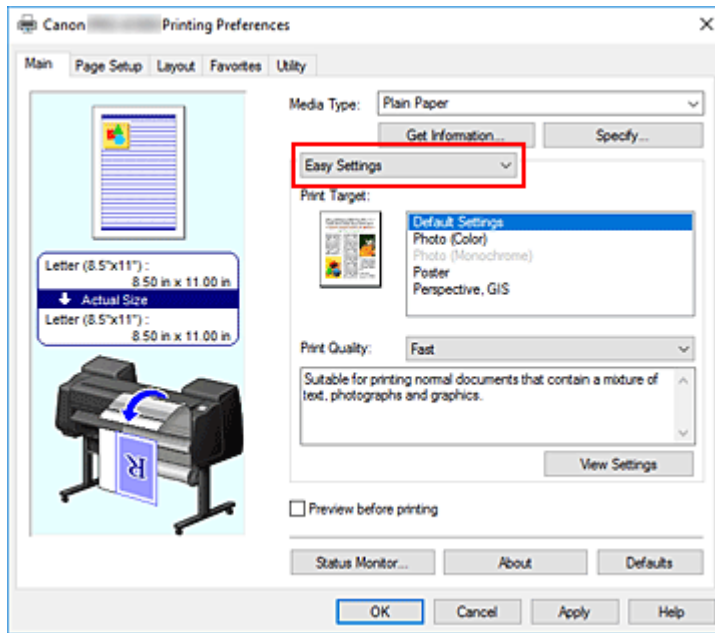 Canon Printing Preferences
Main Page Setup Layout Favorites Utility
Media Type: Plain Paper
Get Information... Specify...
Easy Settings
Print Target:
Default Settings
Photo (Color)
Photo (Monochrome)
Poster
Perspective, GIS
Letter (8.5"x11") :
8.50 in x 11.00 in
Actual Size
Letter (8.5"x11") :
8.50 in x 11.00 in
R
Print Quality: Fast
Suitable for printing normal documents that contain a mixture of
text, photographs and graphics.
View Settings
Preview before printing
Status Monitor... About Defaults
OK Cancel Apply Help